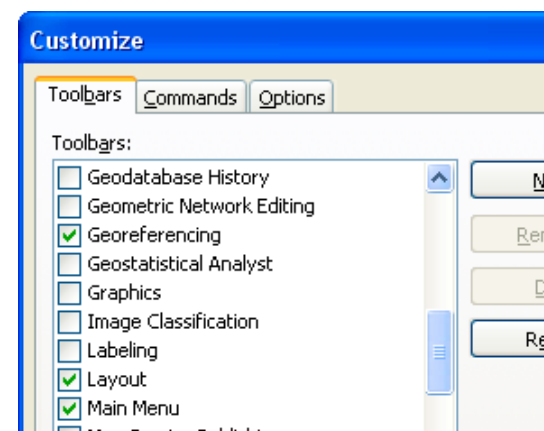 Customize
Toolbars Commands Options
Toolbars:
Geodatabase History
Geometric Network Editing
Georeferencing
Geostatistical Analyst
Graphics
Image Classification
Labeling
Layout
Main Menu